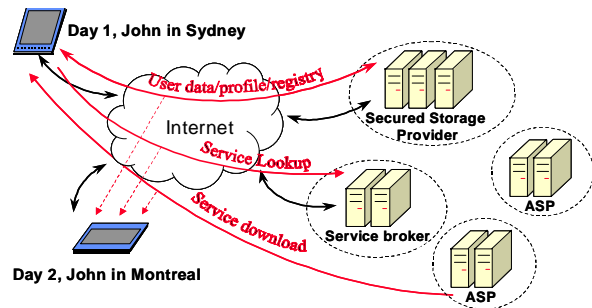 Day 1, John in Sydney
User data/profile/registry
Internet
Secured Storage
Provider
Service Lookup
ASP
Service broker
Service download
Day 2, John in Montreal
ASP